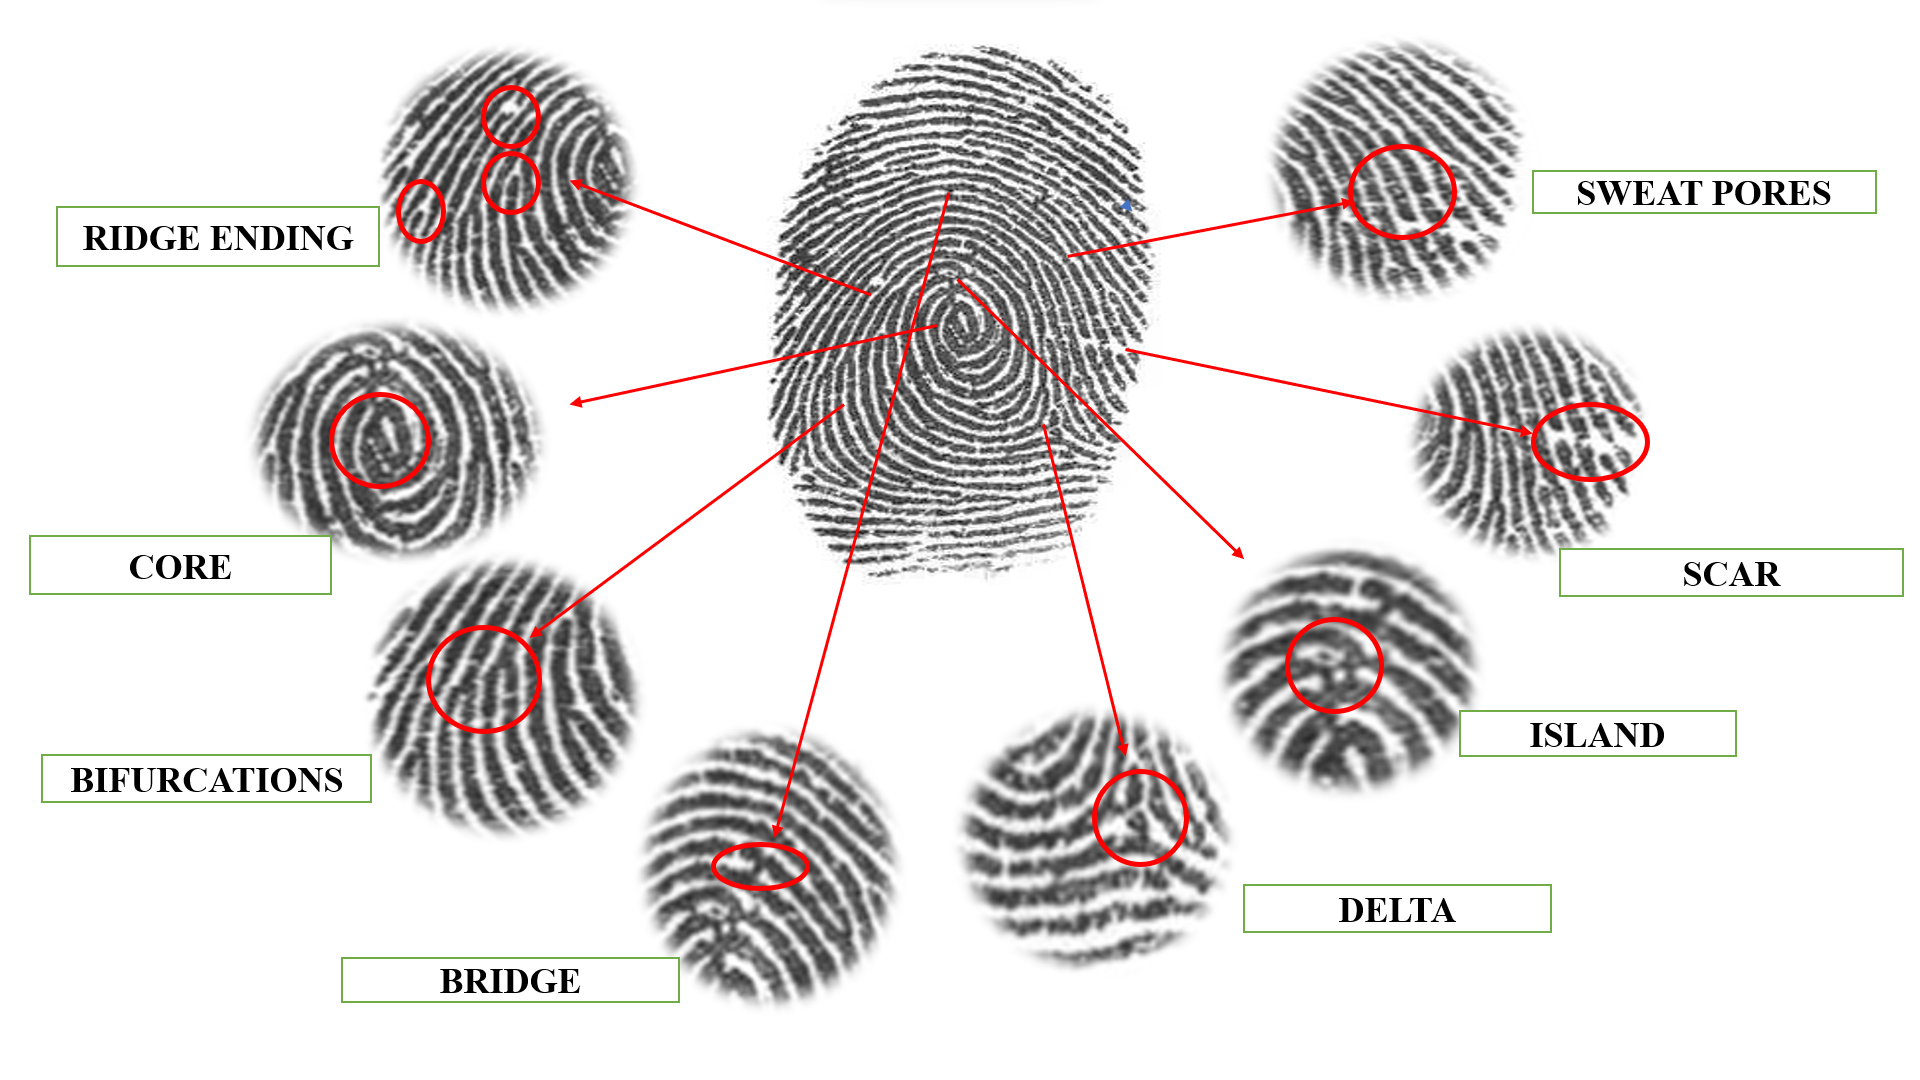 RIDGE ENDING
SWEAT PORES
CORE
SCAR
BIFURCATIONS
ISLAND
DELTA
BRIDGE